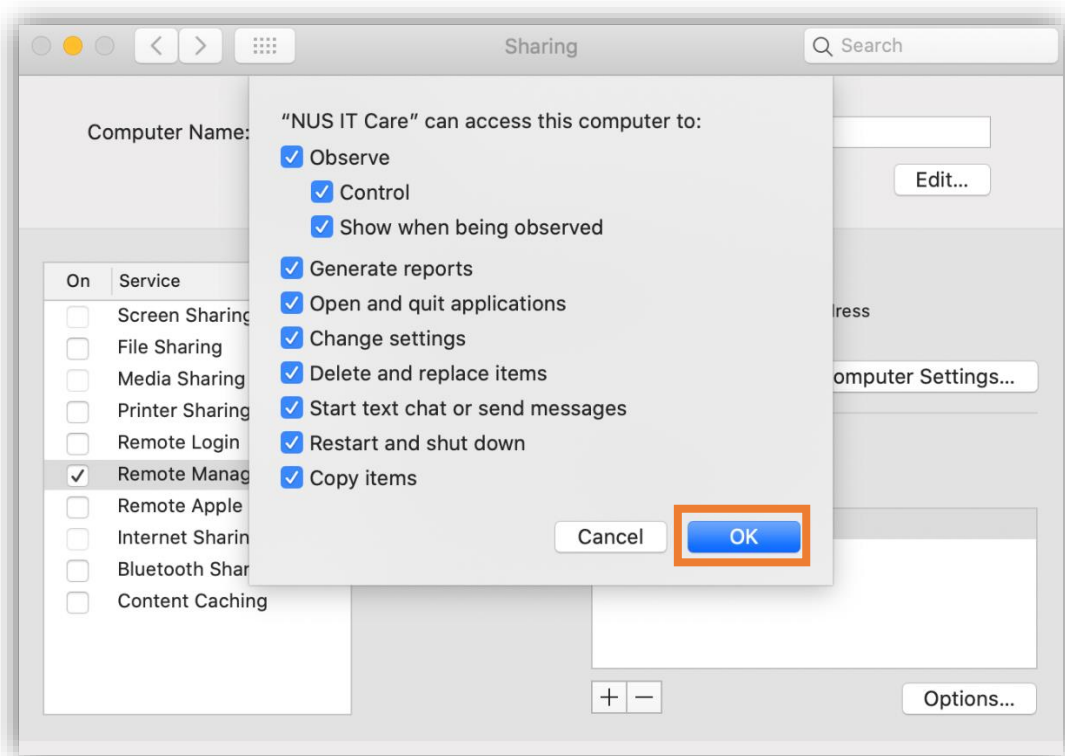 Sharing
Search
Computer Name:
Edit...
“NUS IT Care” can access this computer to:
Observe
Control
Show when being observed
Generate reports
Open and quit applications
Change settings
Delete and replace items
Start text chat or send messages
Restart and shut down
Copy items
Cancel OK
On Service
Screen Sharing
File Sharing
Media Sharing
Printer Sharing
Remote Login
Remote Manag
Remote Apple
Internet Sharin
Bluetooth Shar
Content Caching
dress
omputer Settings...
+ −
Options...